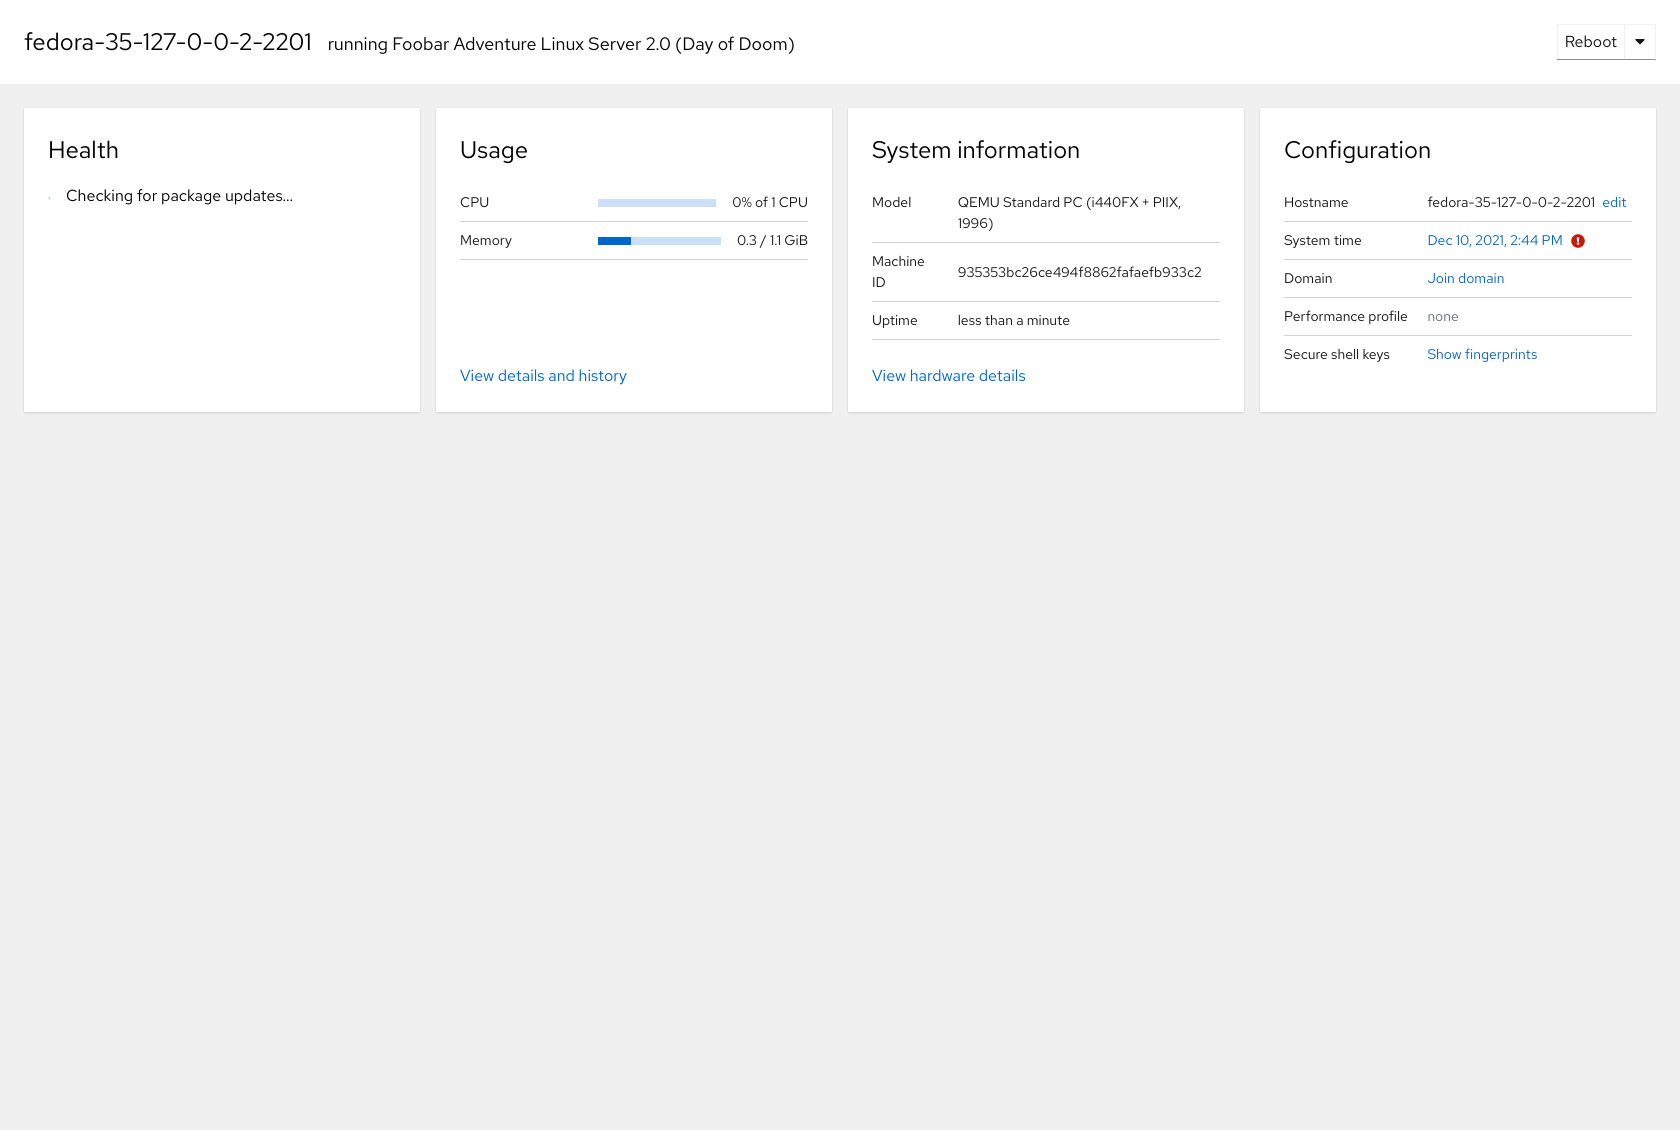 fedora-35-127-0-0-2-2201 running Foobar Adventure Linux Server 2.0 (Day of Doom)
Reboot
Health
Checking for package updates...
Usage
CPU 0% of 1 CPU
Memory 0.3 / 1.1 GiB
View details and history
System information
Model QEMU Standard PC (i440FX + PIIX,
1996)
Machine
ID
935353bc26ce494f8862fafaefb933c2
Uptime less than a minute
View hardware details
Configuration
Hostname fedora-35-127-0-0-2-2201 edit
System time Dec 10, 2021, 2:44 PM
Domain Join domain
Performance profile none
Secure shell keys Show fingerprints